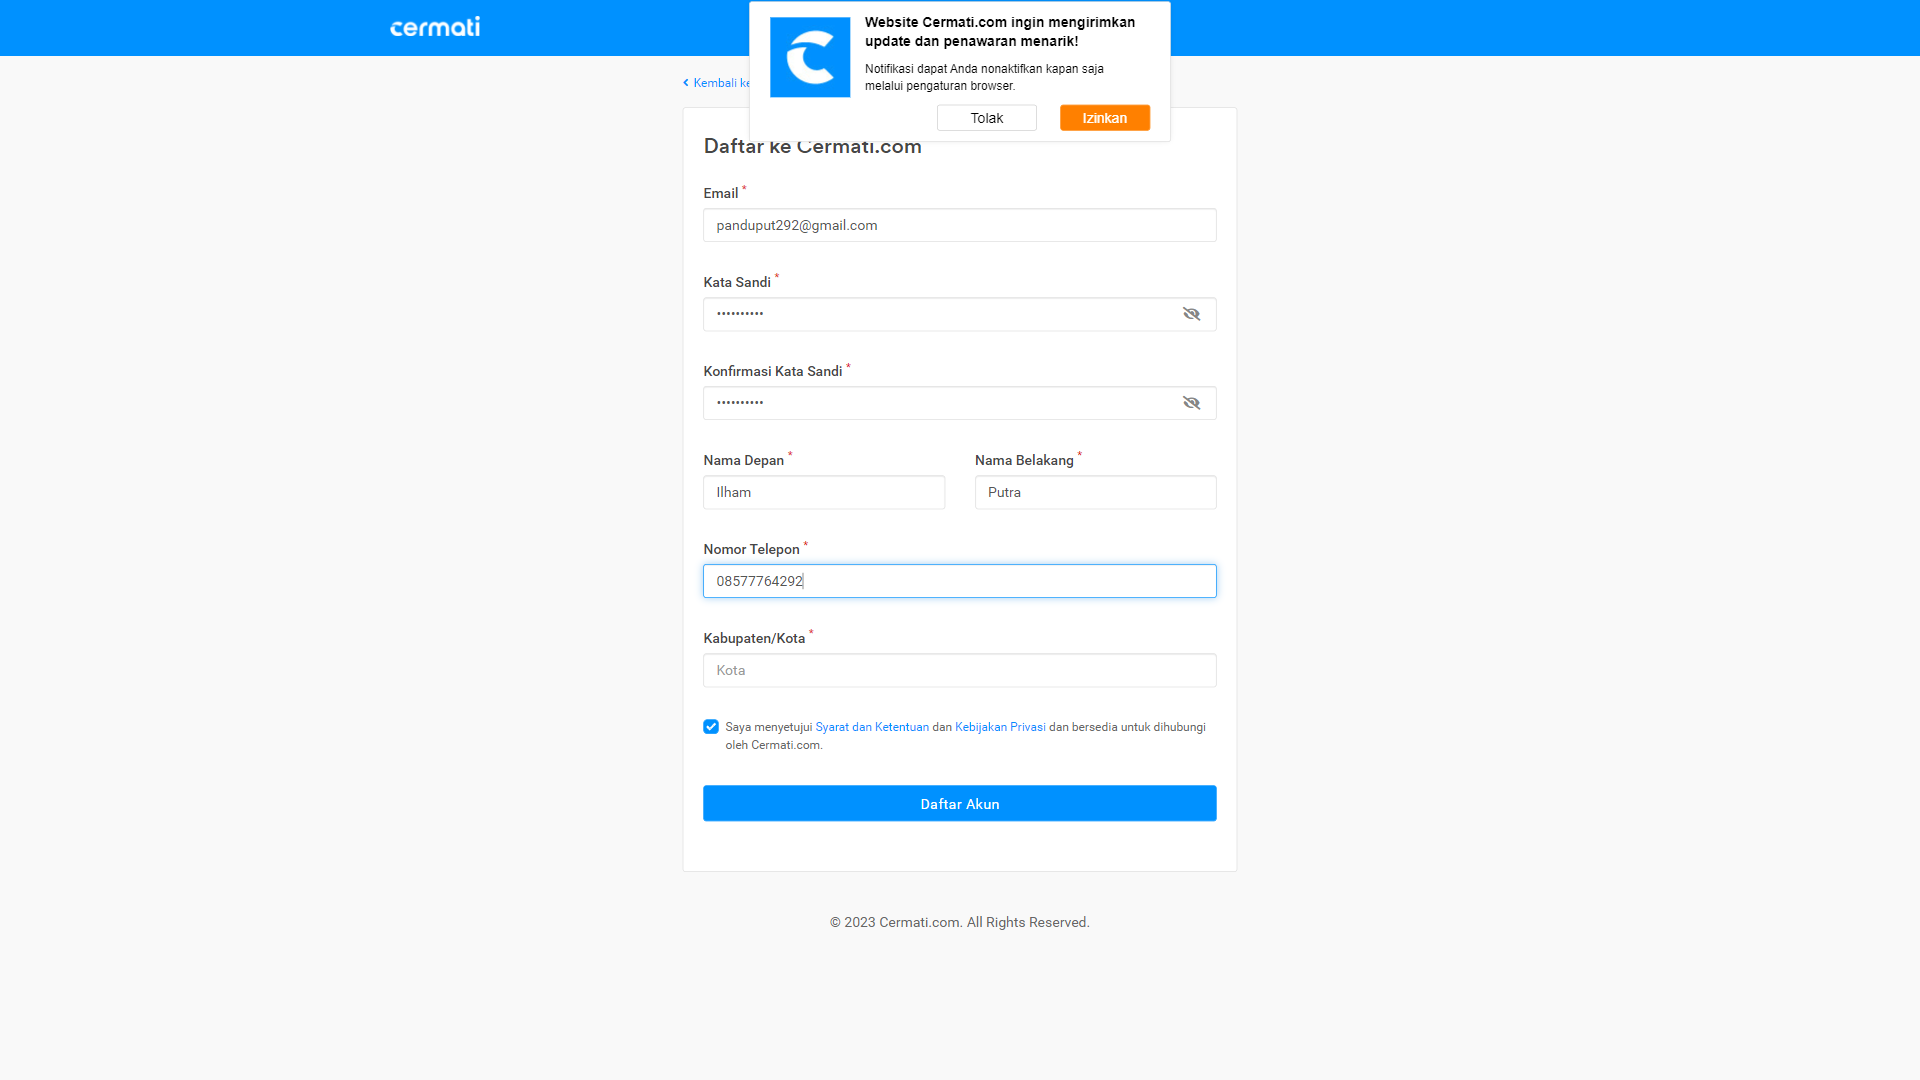 cermati
Website Cermati.com ingin mengirimkan
update dan penawaran menarik!
Notifikasi dapat Anda nonaktifkan kapan saja
melalui pengaturan browser.
Tolak
Izinkan
Kembali ke
Daftar ke Cermati.com
Email *
panduput292@gmail.com
Kata Sandi *
••••••••••
Konfirmasi Kata Sandi *
••••••••••
Nama Depan *
Nama Belakang *
Ilham
Putra
Nomor Telepon *
08577764292
Kabupaten/Kota *
Kota
Saya menyetujui Syarat dan Ketentuan dan Kebijakan Privasi dan bersedia untuk dihubungi
oleh Cermati.com.
Daftar Akun
© 2023 Cermati.com. All Rights Reserved.